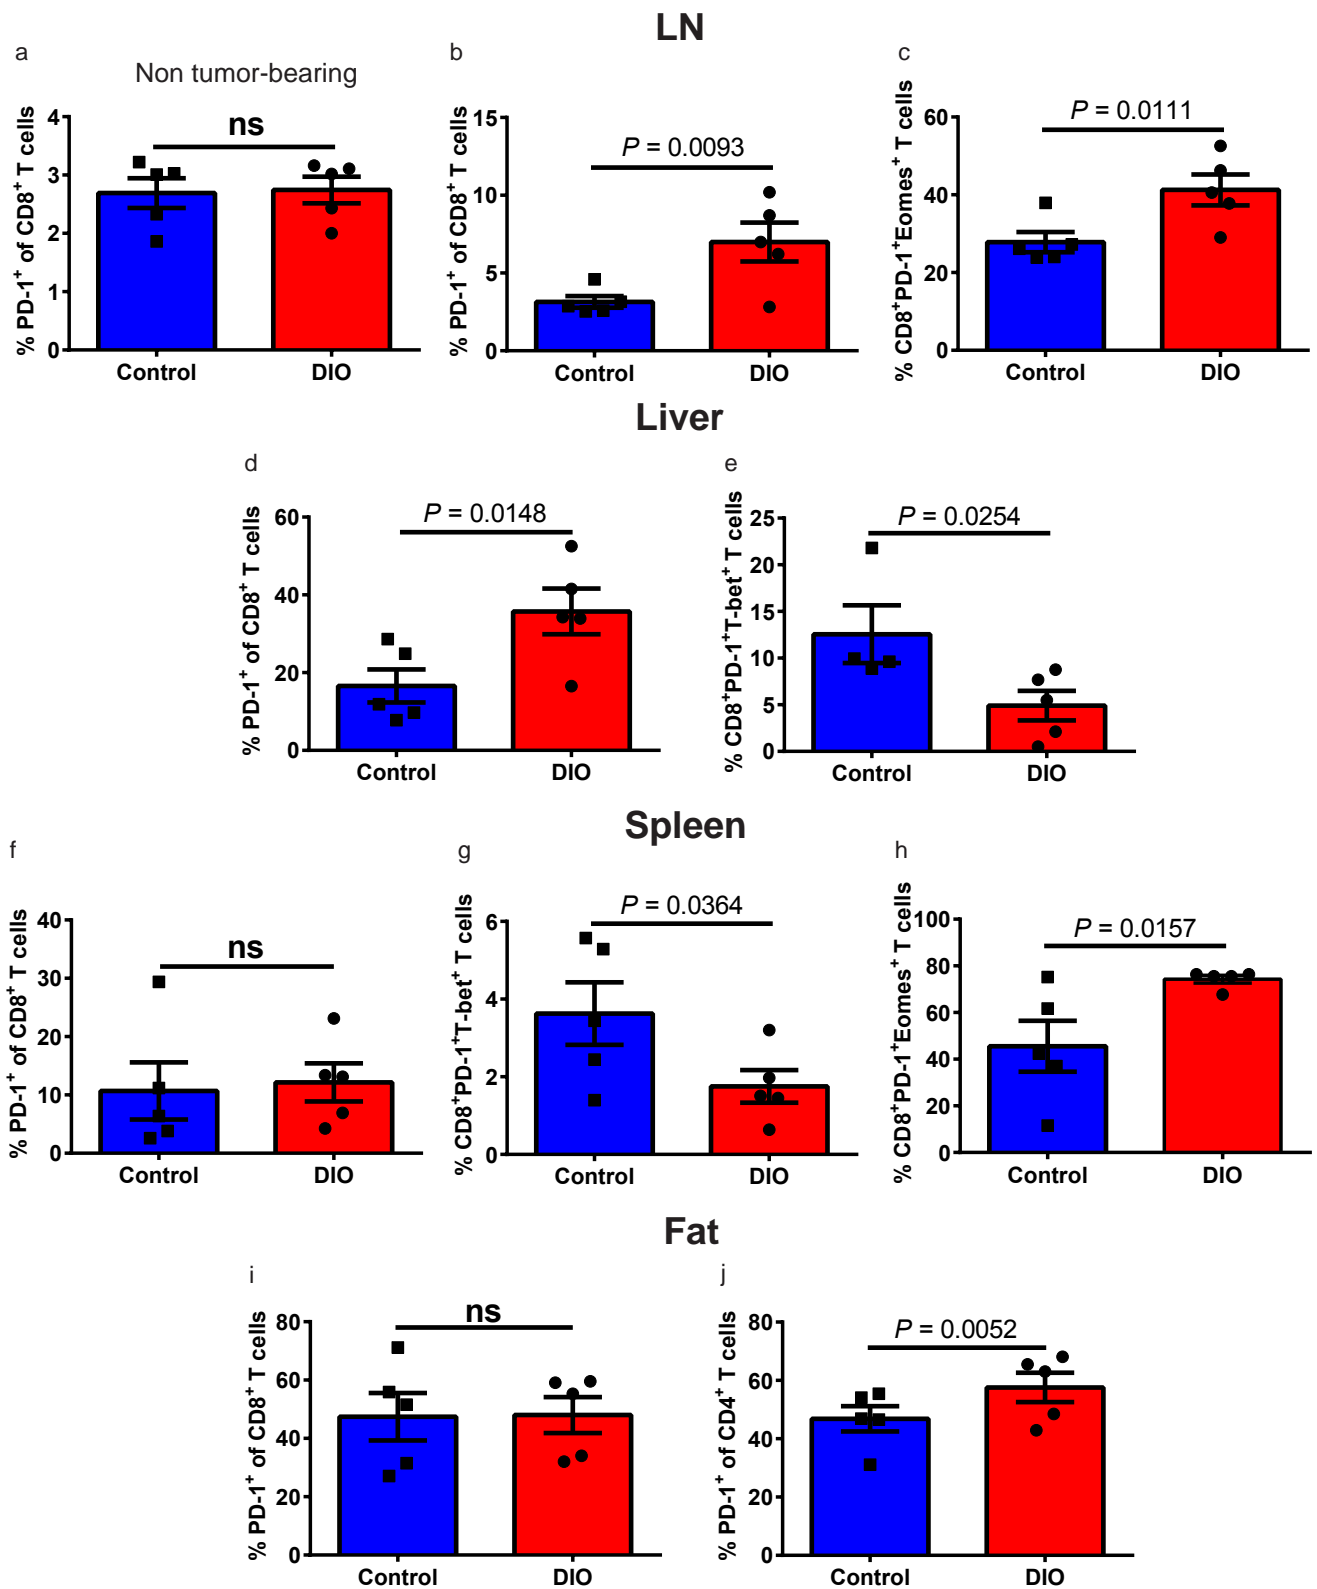 LN
a
Non tumor-bearing
% PD-1⁺ of CD8⁺ T cells
4
3
2
1
0
ns
Control
DIO
b
% PD-1⁺ of CD8⁺ T cells
15
10
5
0
P = 0.0093
Control
DIO
c
% CD8⁺PD-1⁺Eomes⁺ T cells
60
40
20
0
P = 0.0111
Control
DIO
Liver
d
% PD-1⁺ of CD8⁺ T cells
60
40
20
0
P = 0.0148
Control
DIO
e
% CD8⁺PD-1⁺T-bet⁺ T cells
25
20
15
10
5
0
P = 0.0254
Control
DIO
Spleen
f
% PD-1⁺ of CD8⁺ T cells
40
30
20
10
0
ns
Control
DIO
g
% CD8⁺PD-1⁺T-bet⁺ T cells
6
4
2
0
P = 0.0364
Control
DIO
h
% CD8⁺PD-1⁺Eomes⁺ T cells
100
80
60
40
20
0
P = 0.0157
Control
DIO
Fat
i
% PD-1⁺ of CD8⁺ T cells
80
60
40
20
0
ns
Control
DIO
j
% PD-1⁺ of CD4⁺ T cells
80
60
40
20
0
P = 0.0052
Control
DIO